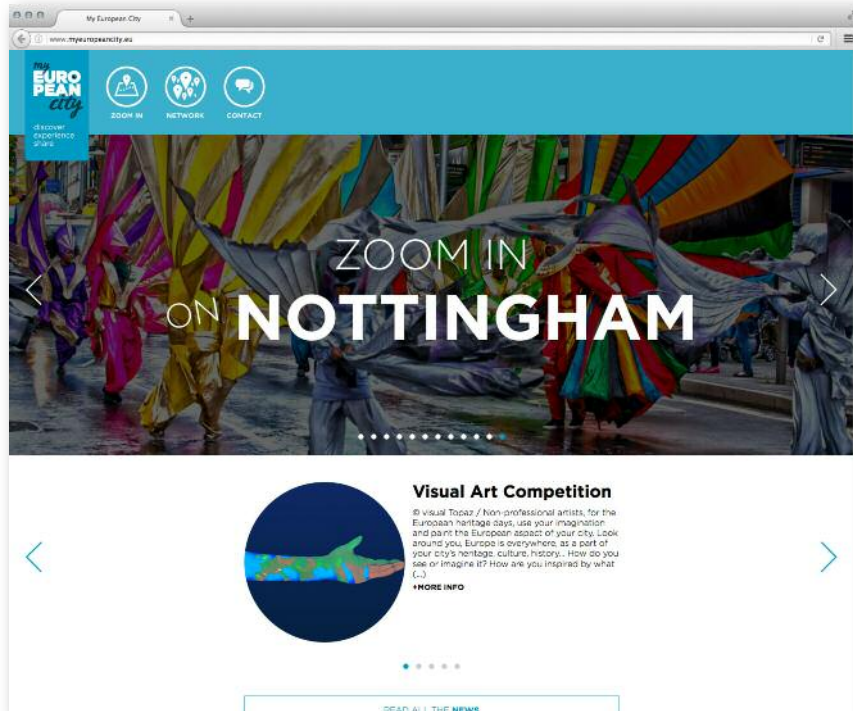 My European City
www.myeuropeancity.eu
my
EURO
PEAN
city
discover
experience
share
ZOOM IN
NETWORK
CONTACT
ZOOM IN
ON NOTTINGHAM
Visual Art Competition
© visual Topaz / Non-professional artists, for the
European heritage days, use your imagination
and paint the European aspect of your city. Look
around you, Europe is everywhere, as a part of
your city's heritage, culture, history... How do you
see or imagine it? How are you inspired by what
(...)
+MORE INFO
READ ALL THE NEWS